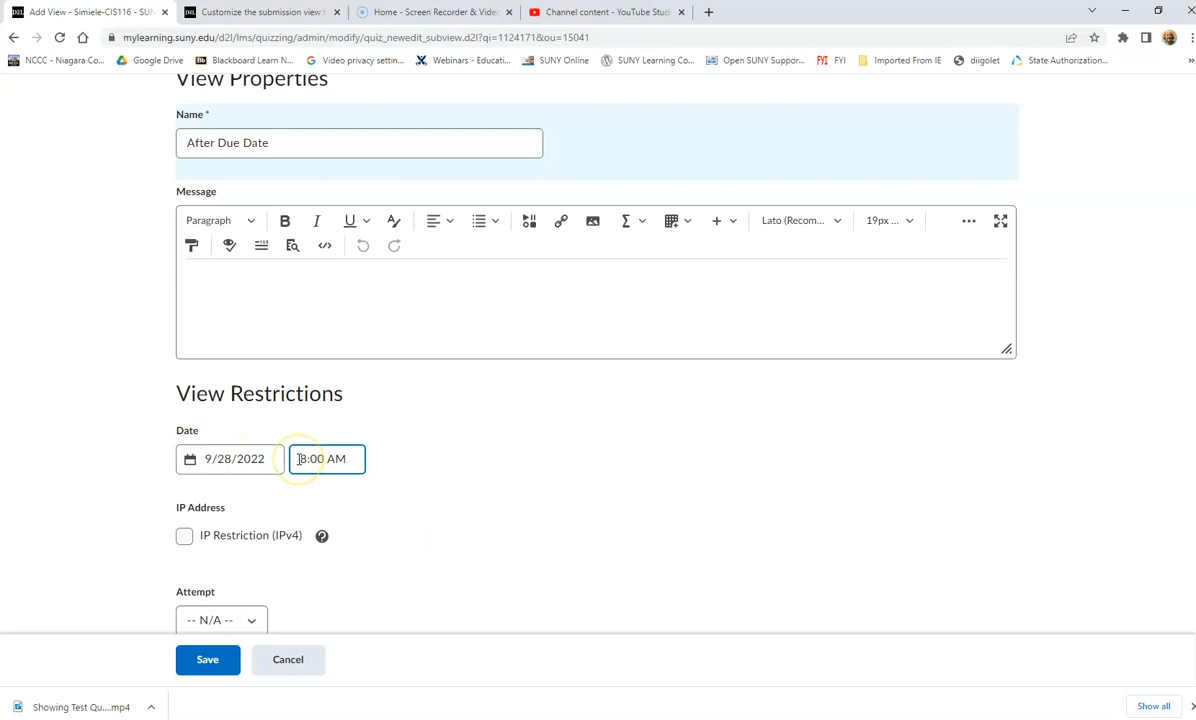 Add View - Simiele-CIS116 - SUN
Customize the submission view t
Home - Screen Recorder & Vide
Channel content - YouTube Studi
mylearning.suny.edu/d2l/lms/quizzing/admin/modify/quiz_newedit_subview.d2l?qi=1124171&ou=15041
NCCC - Niagara Co...
Google Drive
Blackboard Learn N...
Video privacy settin...
Webinars - Educati...
SUNY Online
SUNY Learning Co...
Open SUNY Suppor...
FYI
Imported From IE
diigolet
State Authorization...
View Properties
Name *
After Due Date
Message
Paragraph
Lato (Recom...
19px ...
View Restrictions
Date
9/28/2022
8:00 AM
IP Address
IP Restriction (IPv4)
Attempt
-- N/A --
Save
Cancel
Showing Test Qu....mp4
Show all